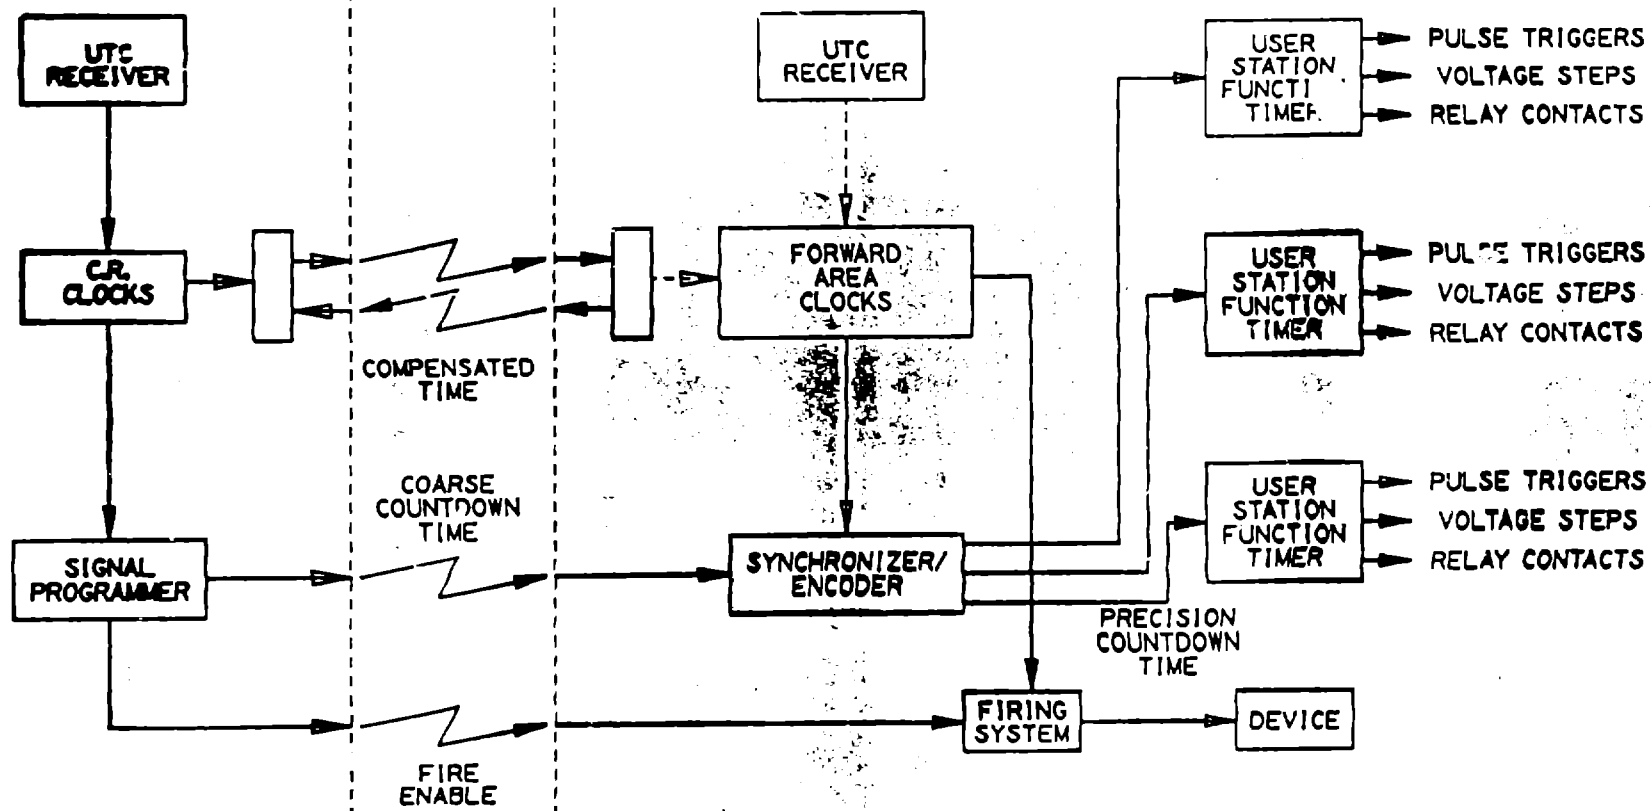 UTC
RECEIVER
UTC
RECEIVER
USER
STATION
TIMER
PULSE TRIGGERS
VOLTAGE STEPS
RELAY CONTACTS
C.R.
CLOCKS
FORWARD
AREA
CLOCKS
COMPENSATED
TIME
USER
STATION
FUNCTION
TIMER
PULSE TRIGGERS
VOLTAGE STEPS
RELAY CONTACTS
COARSE
COUNTDOWN
TIME
SIGNAL
PROGRAMMER
SYNCHRONIZER/
ENCODER
USER
STATION
FUNCTION
TIMER
PULSE TRIGGERS
VOLTAGE STEPS
RELAY CONTACTS
PRECISION
COUNTDOWN
TIME
FIRE
ENABLE
FIRING
SYSTEM
DEVICE